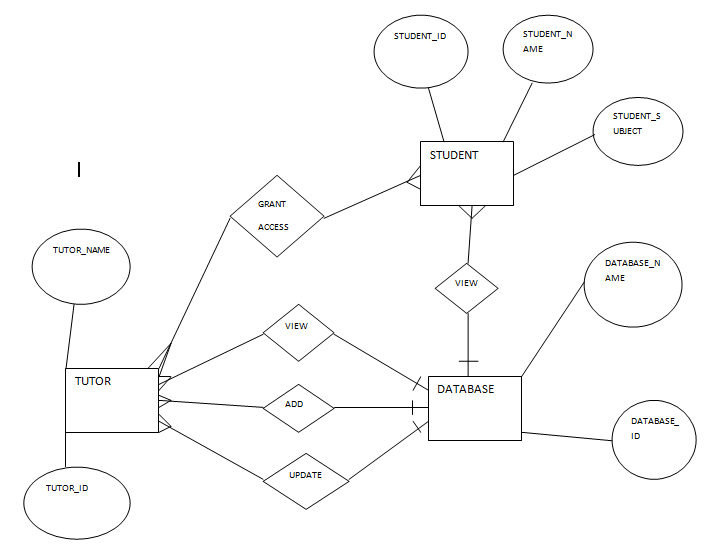 STUDENT_ID
STUDENT_N
AME
STUDENT_S
UBJECT
STUDENT
GRANT
ACCESS
TUTOR_NAME
DATABASE_N
AME
VIEW
VIEW
TUTOR
DATABASE
ADD
DATABASE_
ID
UPDATE
TUTOR_ID